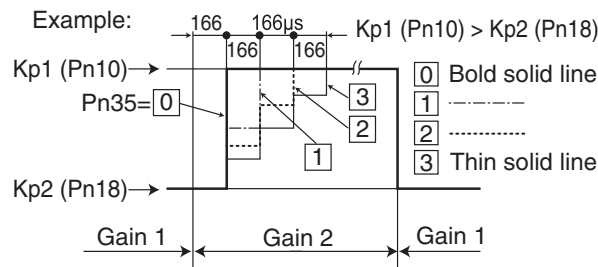 Example:
166 166μs
166 166
Kp1 (Pn10) > Kp2 (Pn18)
Kp1 (Pn10)
Pn35= 0
3
2
1
0 Bold solid line
1
2
3 Thin solid line
Kp2 (Pn18)
Gain 1 Gain 2 Gain 1